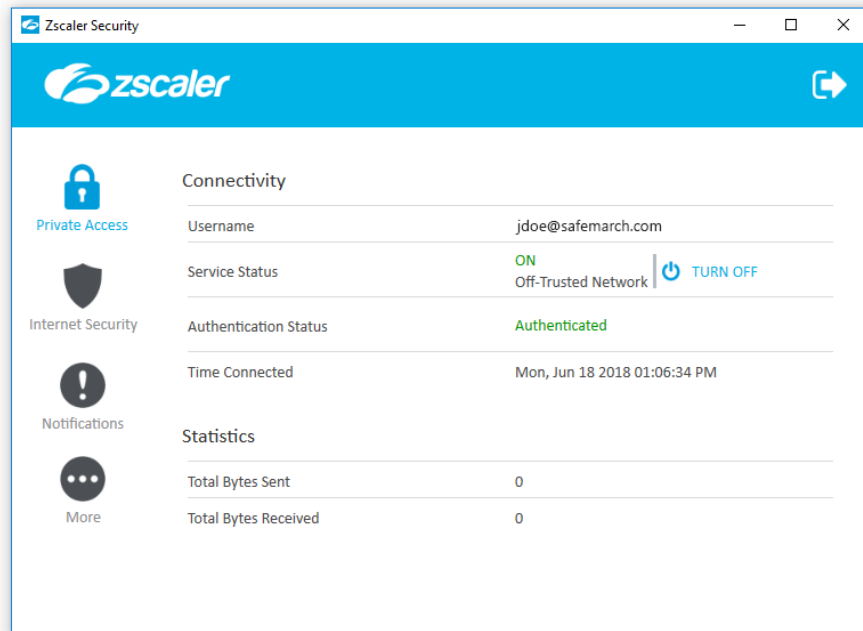 Zscaler Security
zscaler
Connectivity
Private Access
Username jdoe@safemarch.com
Service Status ON
Off-Trusted Network TURN OFF
Internet Security
Authentication Status Authenticated
Time Connected Mon, Jun 18 2018 01:06:34 PM
Notifications
Statistics
Total Bytes Sent 0
More
Total Bytes Received 0